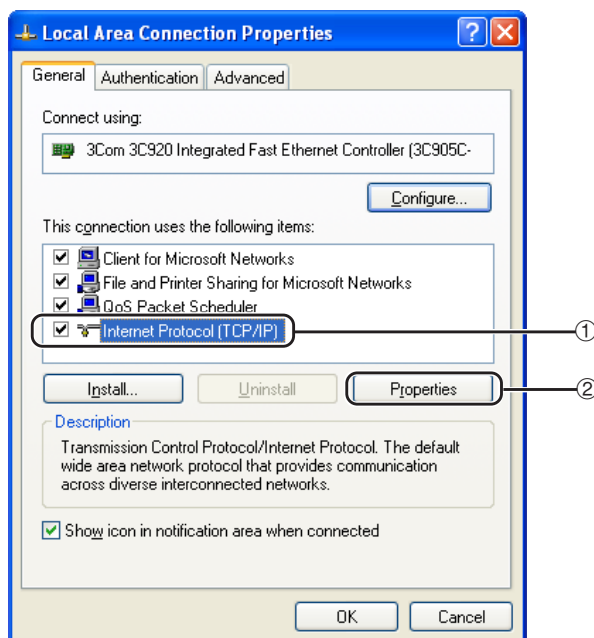 Local Area Connection Properties
General Authentication Advanced
Connect using:
3Com 3C920 Integrated Fast Ethernet Controller (3C905C-
Configure...
This connection uses the following items:
Client for Microsoft Networks
File and Printer Sharing for Microsoft Networks
QoS Packet Scheduler
Internet Protocol (TCP/IP)
①
Install... Uninstall Properties
②
Description
Transmission Control Protocol/Internet Protocol. The default
wide area network protocol that provides communication
across diverse interconnected networks.
Show icon in notification area when connected
OK Cancel